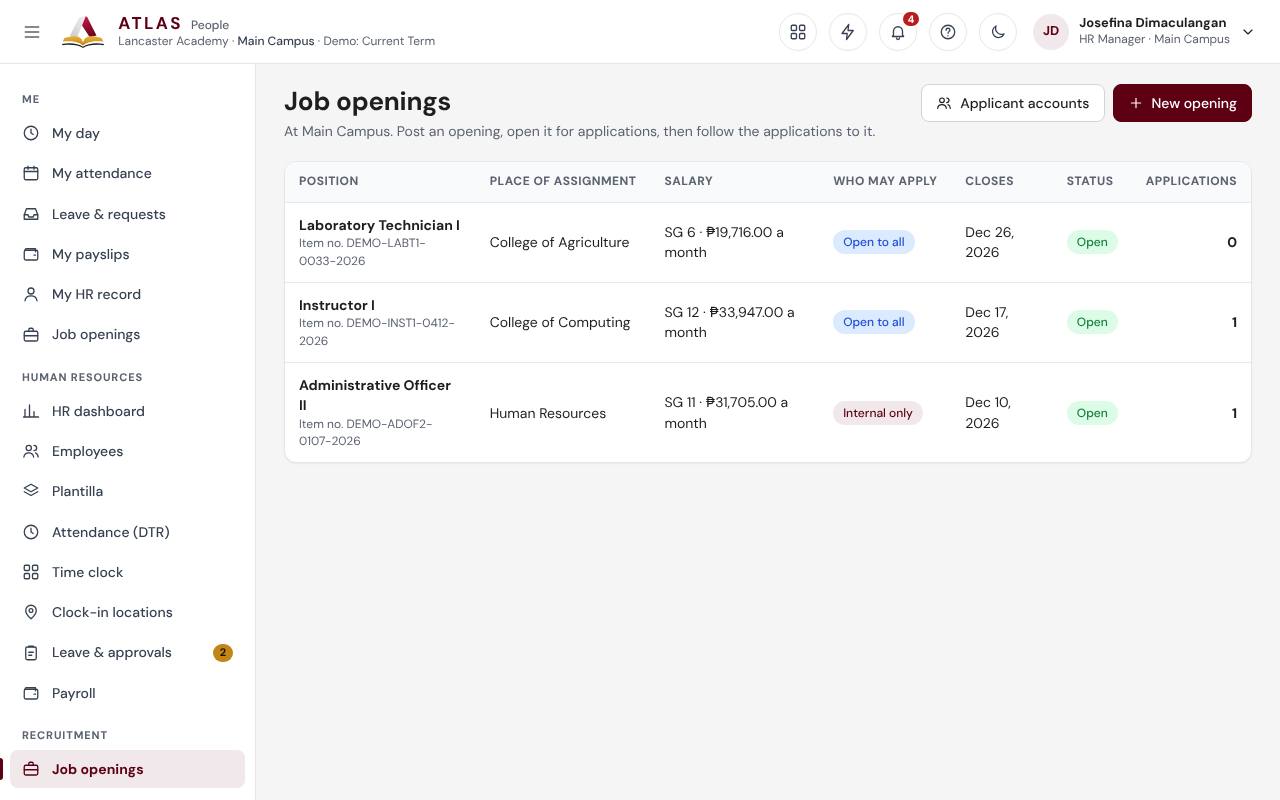 ATLAS People
Lancaster Academy · Main Campus · Demo: Current Term
4
JD
Josefina Dimaculangan
HR Manager · Main Campus
ME
My day
My attendance
Leave & requests
My payslips
My HR record
Job openings
HUMAN RESOURCES
HR dashboard
Employees
Plantilla
Attendance (DTR)
Time clock
Clock-in locations
Leave & approvals 2
Payroll
RECRUITMENT
Job openings
Job openings
At Main Campus. Post an opening, open it for applications, then follow the applications to it.
Applicant accounts
New opening
POSITION PLACE OF ASSIGNMENT SALARY WHO MAY APPLY CLOSES STATUS APPLICATIONS
Laboratory Technician I
Item no. DEMO-LABT1-
0033-2026
College of Agriculture
SG 6 · ₱19,716.00 a
month
Open to all
Dec 26,
2026
Open
0
Instructor I
Item no. DEMO-INST1-0412-
2026
College of Computing
SG 12 · ₱33,947.00 a
month
Open to all
Dec 17,
2026
Open
1
Administrative Officer
II
Item no. DEMO-ADOF2-
0107-2026
Human Resources
SG 11 · ₱31,705.00 a
month
Internal only
Dec 10,
2026
Open
1